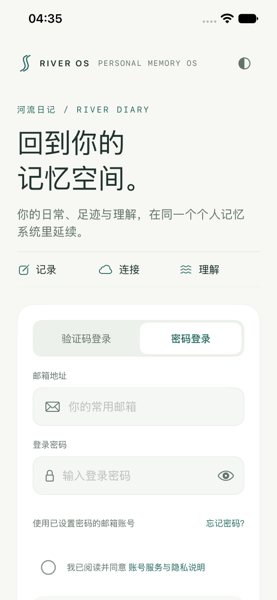 04:35
RIVER OS PERSONAL MEMORY OS
河流日记 / RIVER DIARY
回到你的
记忆空间。
你的日常、足迹与理解，在同一个个人记忆
系统里延续。
记录 连接 理解
验证码登录 密码登录
邮箱地址
你的常用邮箱
登录密码
输入登录密码
使用已设置密码的邮箱账号 忘记密码?
我已阅读并同意 账号服务与隐私说明